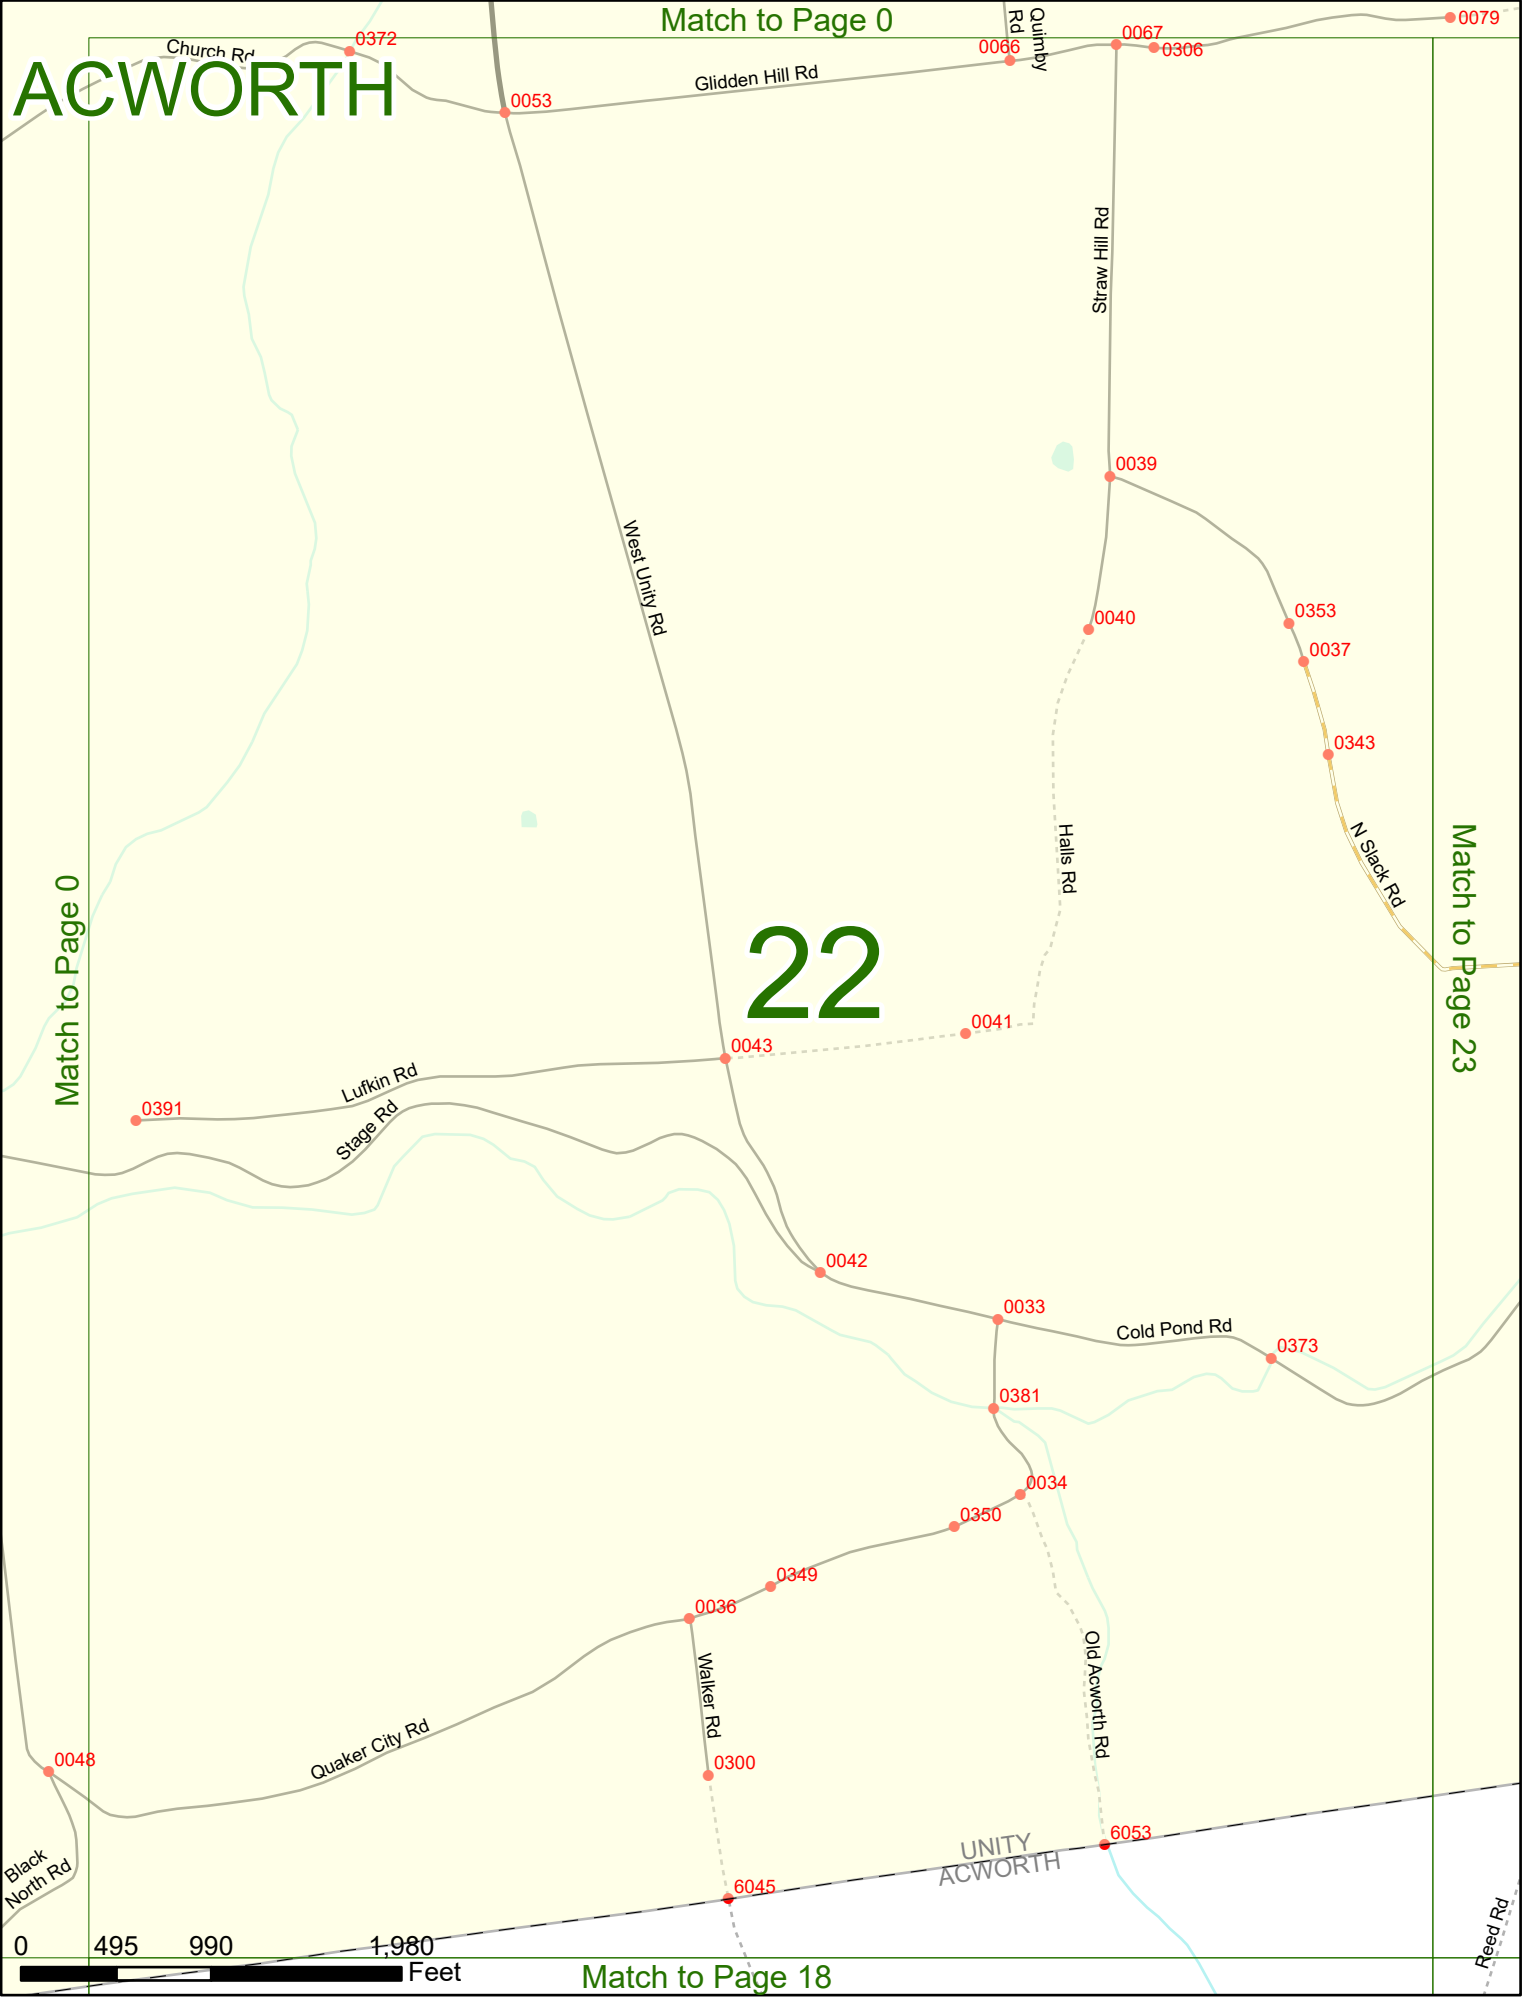 Match to Page 0
Quimby
Rd
0079
0372
0067
0066
0306
Church Rd
ACWORTH
Glidden Hill Rd
0053
Straw Hill Rd
0039
West Unity Rd
0353
0040
0037
0343
Halls Rd
N Slack Rd
Match to Page 0
Match to Page 23
22
0041
0043
Lufkin Rd
0391
Stage Rd
0042
0033
Cold Pond Rd
0373
0381
0034
0350
0349
0036
Walker Rd
Old Acworth Rd
Quaker City Rd
0048
0300
6053
UNITY
ACWORTH
Black
North Rd
6045
Reed Rd
0 495 990 1,980
Feet
Match to Page 18